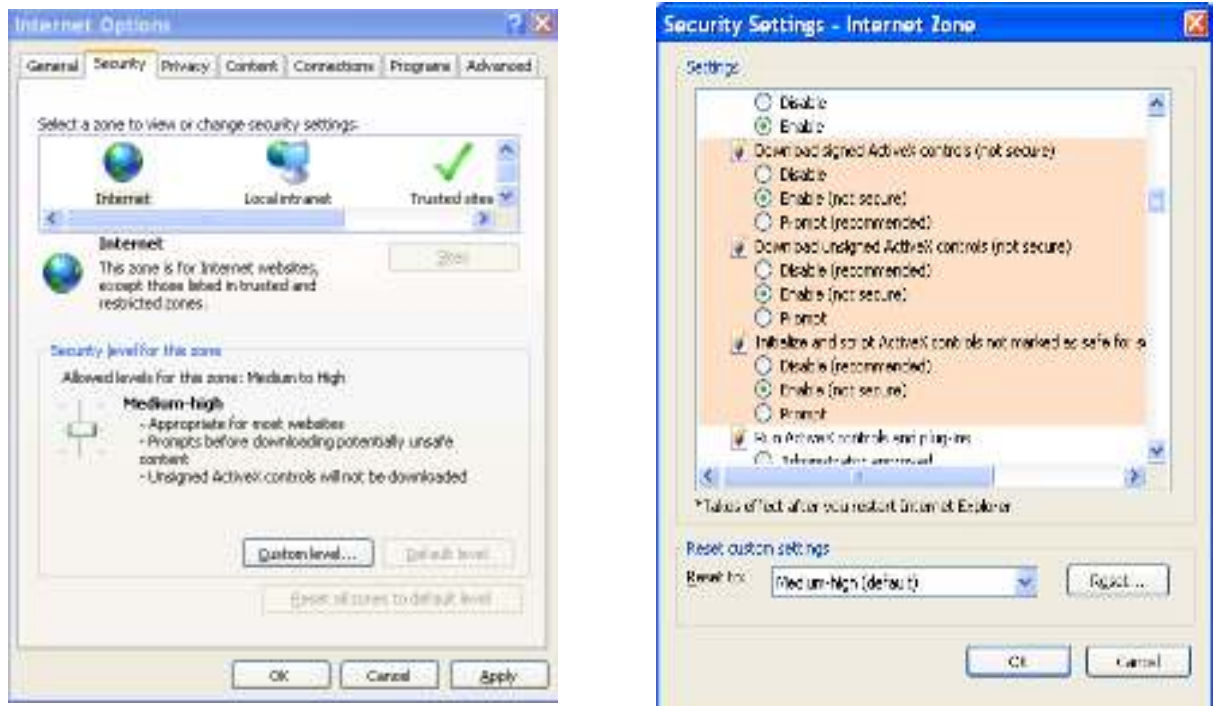 Internet Options
General Security Privacy Content Connections Programs Advanced
Select a zone to view or change security settings.
Internet Local intranet Trusted sites
Internet
Sites
This zone is for Internet websites,
except those listed in trusted and
restricted zones.
Security level for this zone
Allowed levels for this zone: Medium to High
Medium-high
- Appropriate for most websites
- Prompts before downloading potentially unsafe
content
- Unsigned ActiveX controls will not be downloaded
Custom level... Default level
Reset all zones to default level
OK Cancel Apply
Security Settings - Internet Zone
Settings
Disable
Enable
Download signed ActiveX controls (not secure)
Disable
Enable (not secure)
Prompt (recommended)
Download unsigned ActiveX controls (not secure)
Disable (recommended)
Enable (not secure)
Prompt
Initialize and script ActiveX controls not marked as safe for s
Disable (recommended)
Enable (not secure)
Prompt
Run ActiveX controls and plug-ins
Administrator approved
*Takes effect after you restart Internet Explorer
Reset custom settings
Reset to: Medium-high (default) Reset...
OK Cancel